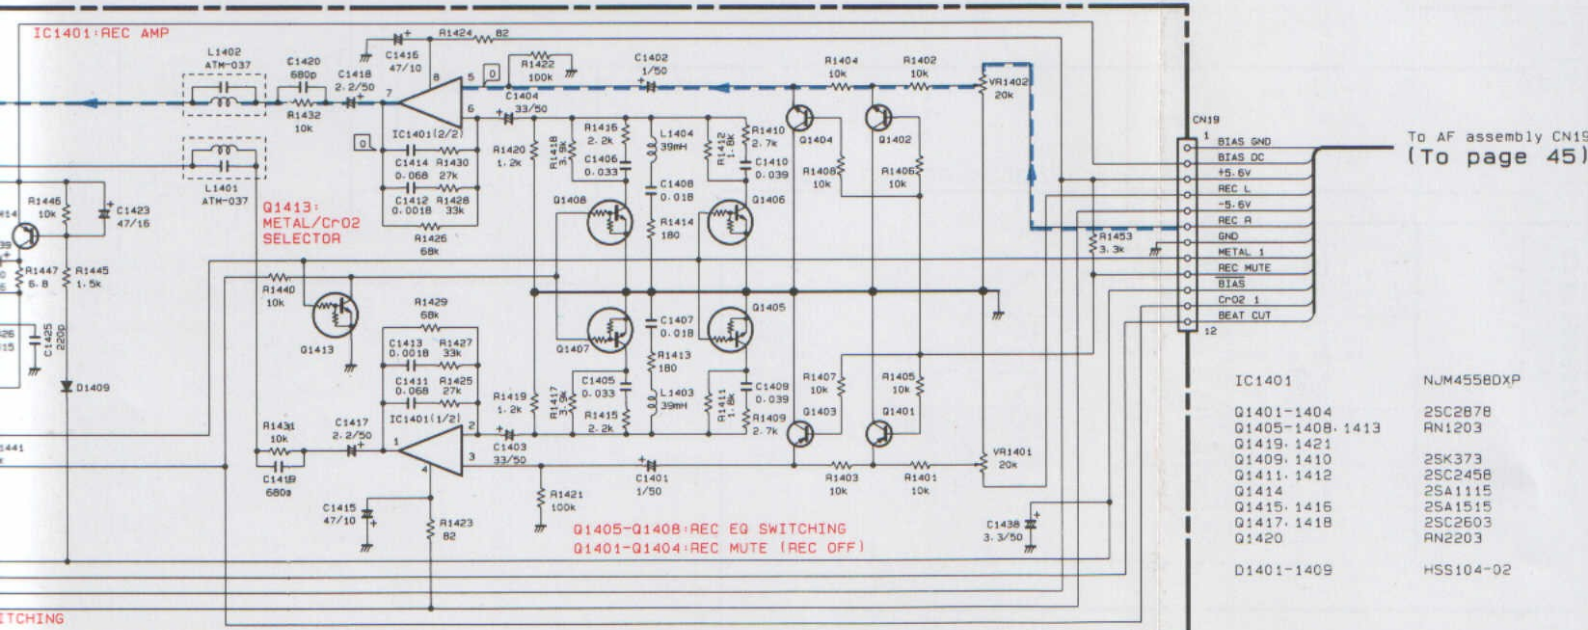 IC1401:REC AMP
L1402
ATM-037
C1420
680p
C1418
2.2/50
R1432
10k
C1416
47/10
R1424
82
R1422
100k
C1402
1/50
R1404
10k
R1402
10k
VR1402
20k
8
5
7
6
IC1401(2/2)
C1404
33/50
L1401
ATM-037
C1414
0.068
R1430
27k
C1412
0.0018
R1428
33k
R1426
68k
R1420
1.2k
R1418
3.9k
R1416
2.2k
C1406
0.033
L1404
39mH
C1408
0.018
R1414
180
R1412
1.8k
R1410
2.7k
C1410
0.039
Q1404
Q1402
R1408
10k
R1406
10k
Q1408
Q1406
R1446
10k
C1423
47/16
R1447
6.8
R1445
1.5k
C1425
220p
D1409
Q1413:
METAL/CrO2
SELECTOR
R1440
10k
Q1413
R1429
68k
C1413
0.0018
R1427
33k
C1411
0.068
R1425
27k
IC1401(1/2)
1
2
3
4
Q1407
Q1405
C1407
0.018
R1413
180
L1403
39mH
R1419
1.2k
R1417
3.9k
C1405
0.033
R1415
2.2k
R1411
1.8k
C1409
0.039
R1409
2.7k
R1407
10k
R1405
10k
Q1403
Q1401
R1431
10k
C1417
2.2/50
C1419
680p
C1403
33/50
C1415
47/10
R1423
82
R1421
100k
C1401
1/50
R1403
10k
R1401
10k
VR1401
20k
C1438
3.3/50
R1453
3.3k
Q1405-Q1408:REC EQ SWITCHING
Q1401-Q1404:REC MUTE (REC OFF)
ITCHING
CN19
1
BIAS GND
BIAS DC
+5.6V
REC L
-5.6V
REC R
GND
METAL 1
REC MUTE
BIAS
CrO2 1
BEAT CUT
12
To AF assembly CN19
(To page 45)
IC1401 NJM4558DXP
Q1401-1404 2SC2878
Q1405-1408, 1413 RN1203
Q1419, 1421
Q1409, 1410 2SK373
Q1411, 1412 2SC2458
Q1414 2SA1115
Q1415, 1416 2SA1515
Q1417, 1418 2SC2603
Q1420 RN2203
D1401-1409 HSS104-02